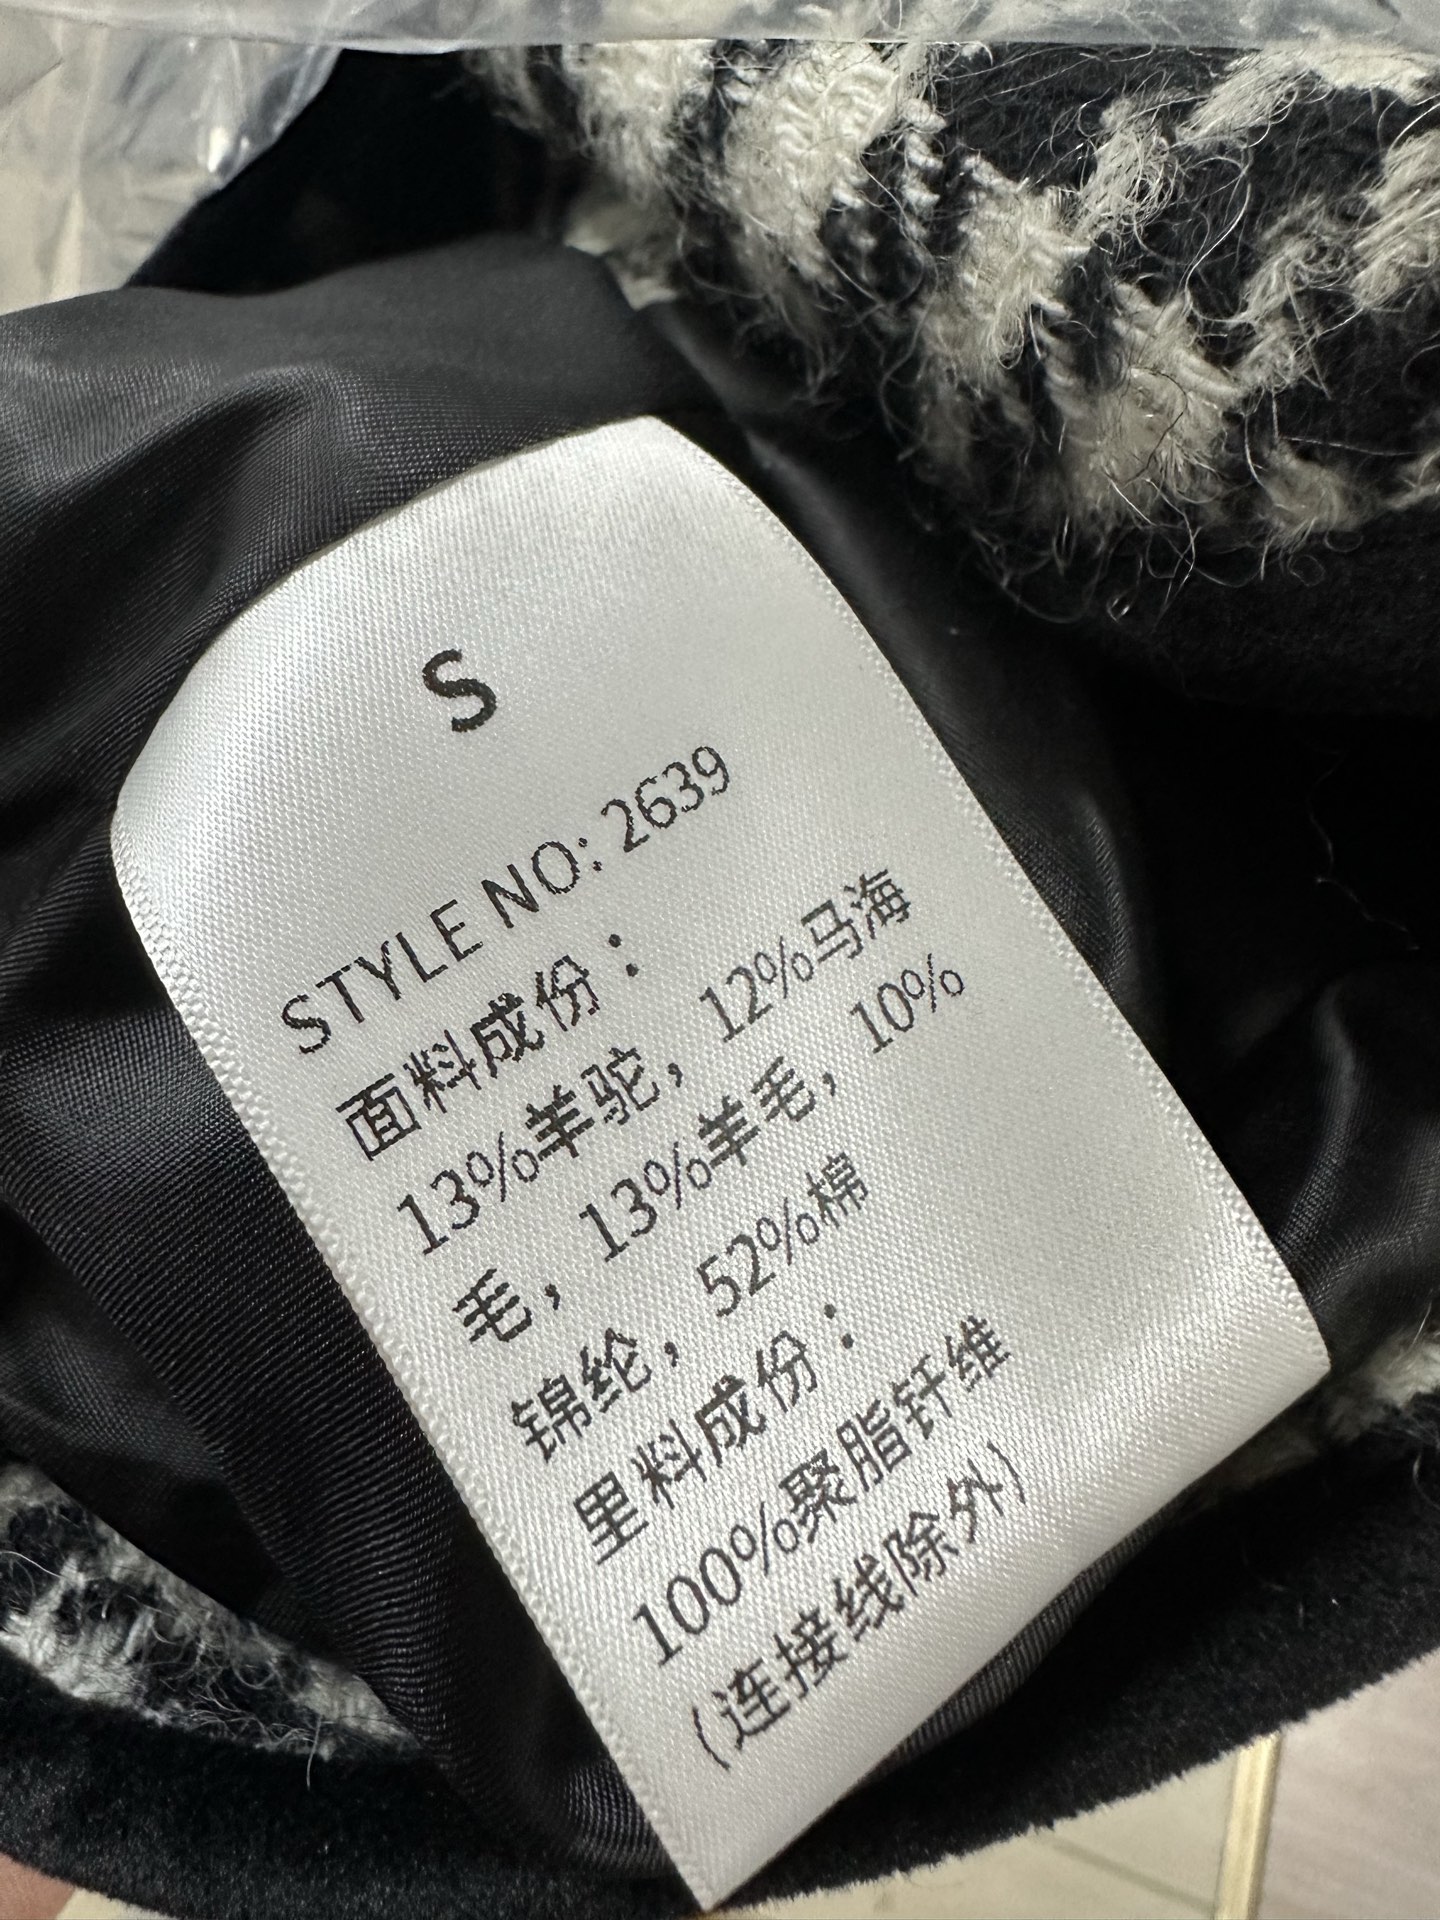 S
STYLE NO: 2639
面料成份：
13%羊驼，12%马海
毛，13%羊毛，10%
锦纶，52%棉
里料成份：
100%聚脂钎维
(连接线除外)